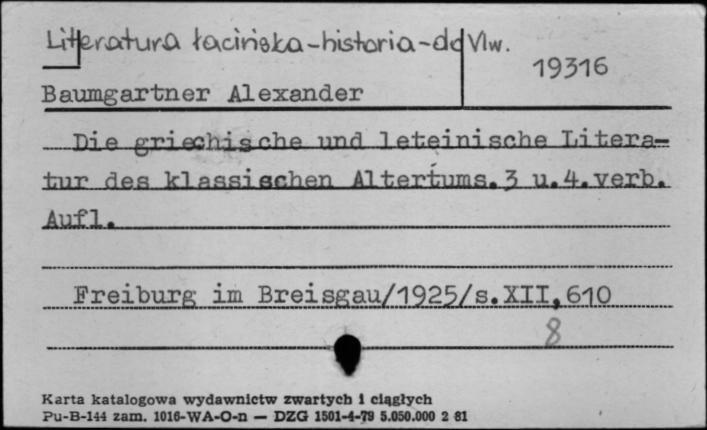 Literatura łacińska-historia-do VIw.
19316
Baumgartner Alexander
Die griechische und leteinische Litera-
tur des klassischen Altertums.3 u.4.verb.
Aufl.
Freiburg im Breisgau/1925/s.XII,610
8
Karta katalogowa wydawnictw zwartych i ciągłych
Pu-B-144 zam. 1016-WA-O-n — DZG 1501-4-79 5.050.000 2 81